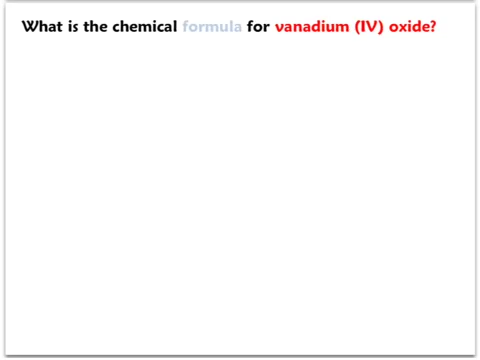 What is the chemical formula for vanadium (IV) oxide?